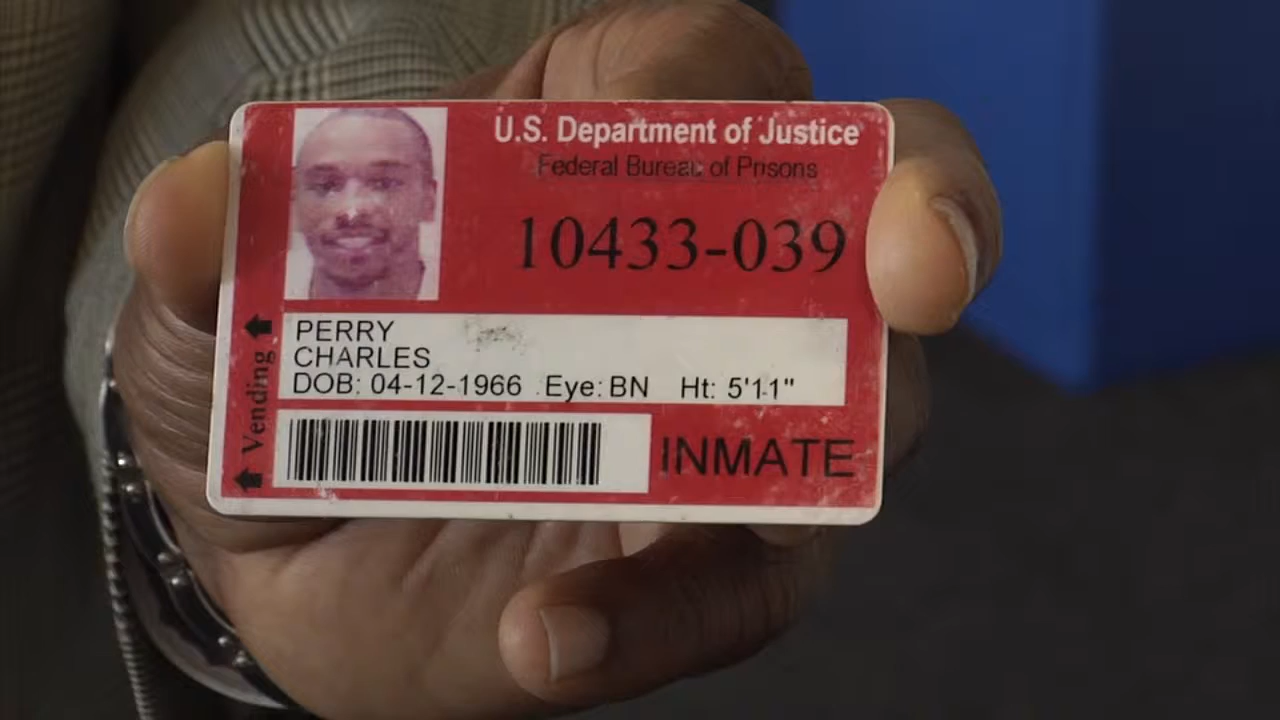 U.S. Department of Justice
Federal Bureau of Prisons
10433-039
PERRY
CHARLES
DOB: 04-12-1966 Eye: BN Ht: 5'11"
Vending
INMATE